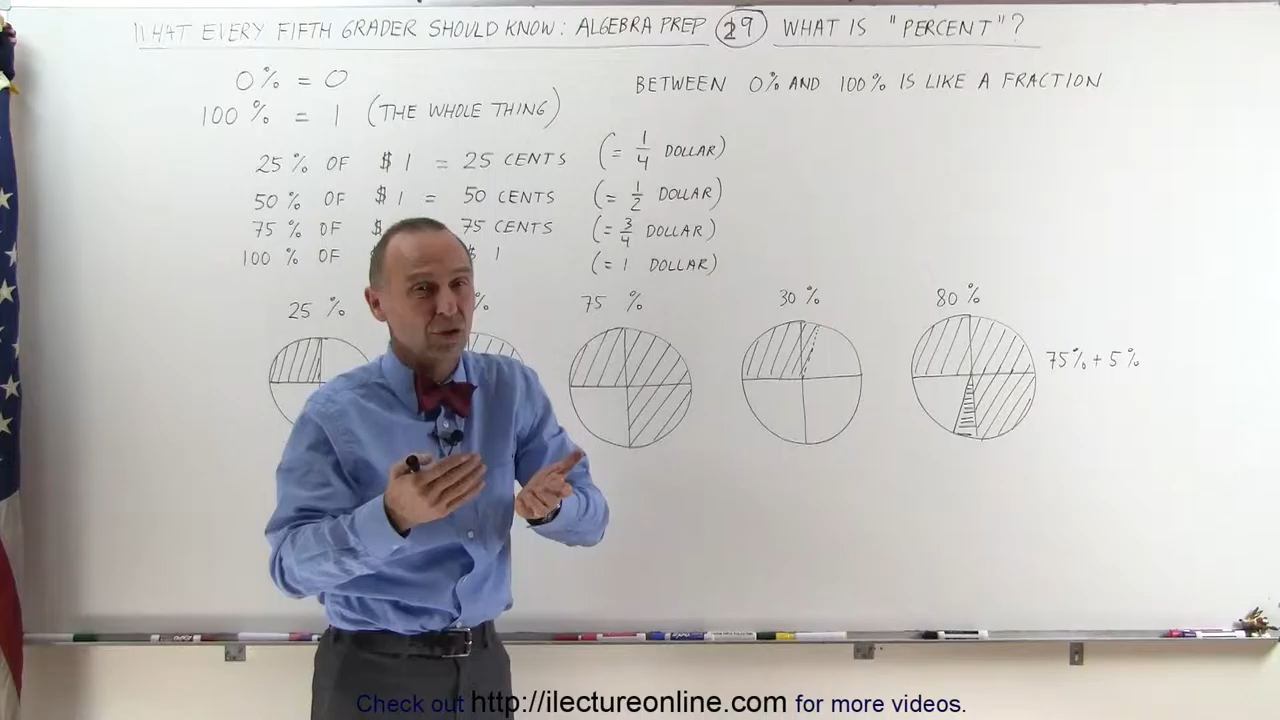 WHAT EVERY FIFTH GRADER SHOULD KNOW: ALGEBRA PREP 29 WHAT IS "PERCENT"?
0% = 0
100% = 1 (THE WHOLE THING)
BETWEEN 0% AND 100% IS LIKE A FRACTION
25% OF $1 = 25 CENTS (= 1/4 DOLLAR)
50% OF $1 = 50 CENTS (= 1/2 DOLLAR)
75% OF $ 75 CENTS (= 3/4 DOLLAR)
100% OF $1 (= 1 DOLLAR)
25% % 75% 30% 80%
75% + 5%
Check out http://ilectureonline.com for more videos.